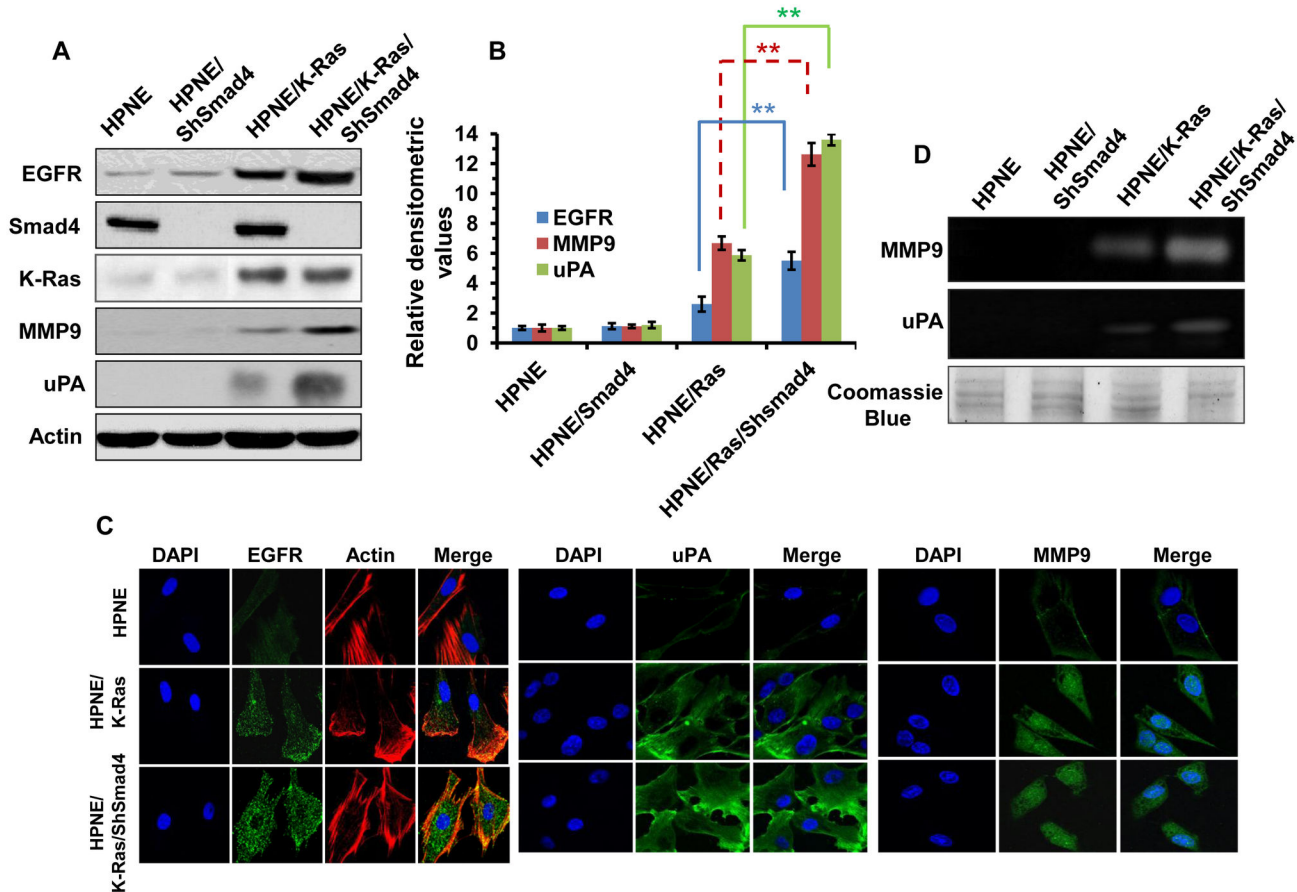 A
HPNE
HPNE/
ShSmad4
HPNE/K-Ras
HPNE/K-Ras/
ShSmad4
EGFR
Smad4
K-Ras
MMP9
uPA
Actin
B
**
**
**
Relative densitometric
values
14
12
10
8
6
4
2
0
EGFR
MMP9
uPA
HPNE
HPNE/Smad4
HPNE/Ras
HPNE/Ras/Shsmad4
D
HPNE
HPNE/
ShSmad4
HPNE/K-Ras
HPNE/K-Ras/
ShSmad4
MMP9
uPA
Coomassie
Blue
C
DAPI EGFR Actin Merge DAPI uPA Merge DAPI MMP9 Merge
HPNE
HPNE/
K-Ras
HPNE/
K-Ras/ShSmad4